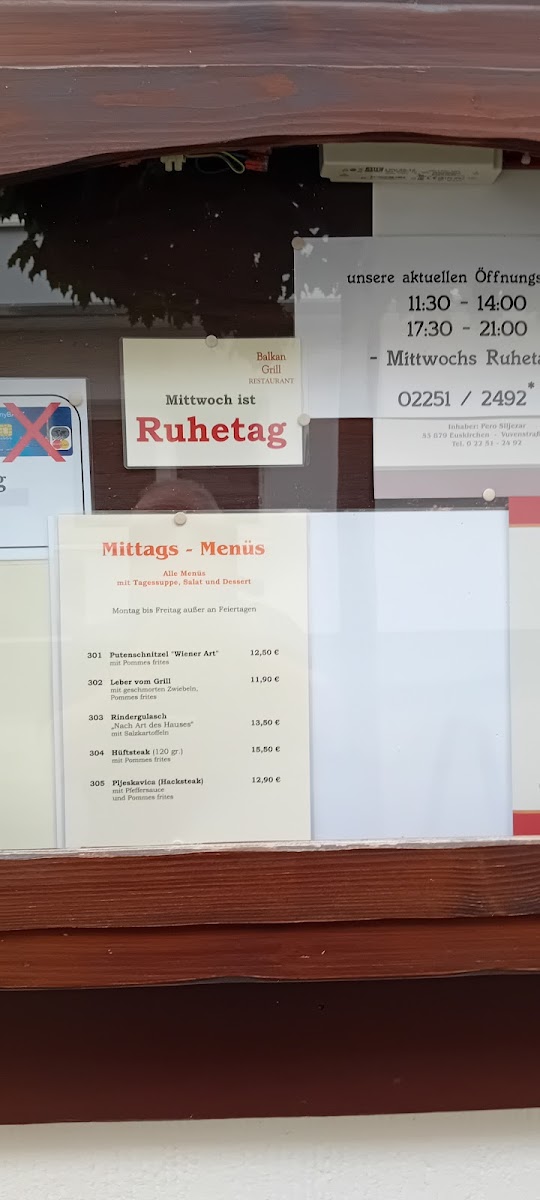 unsere aktuellen Öffnungs
11:30 - 14:00
17:30 - 21:00
- Mittwochs Ruheta
02251 / 2492*
Inhaber: Pero Siljezar
53 879 Euskirchen -
Tel. 0 22 51 - 24 92
Balkan
Grill
RESTAURANT
Mittwoch ist
Ruhetag
g
Mittags - Menüs
Alle Menüs
mit Tagessuppe, Salat und Dessert
Montag bis Freitag außer an Feiertagen
301 Putenschnitzel "Wiener Art" 12,50 €
mit Pommes frites
302 Leber vom Grill 11,90 €
mit geschmorten Zwiebeln,
Pommes frites
303 Rindergulasch
„Nach Art des Hauses" 13,50 €
mit Salzkartoffeln
304 Hüftsteak (120 gr.) 15,50 €
mit Pommes frites
305 Pljeskavica (Hacksteak) 12,90 €
mit Pfeffersauce
und Pommes frites